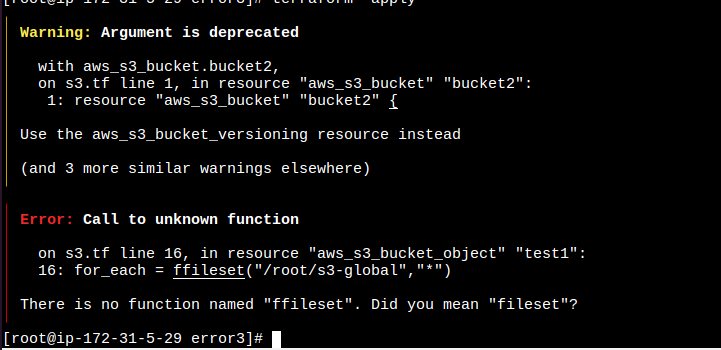 [root@ip-172-31-5-29 error3]# terraform apply
Warning: Argument is deprecated
with aws_s3_bucket.bucket2,
on s3.tf line 1, in resource "aws_s3_bucket" "bucket2":
1: resource "aws_s3_bucket" "bucket2" {
Use the aws_s3_bucket_versioning resource instead
(and 3 more similar warnings elsewhere)
Error: Call to unknown function
on s3.tf line 16, in resource "aws_s3_bucket_object" "test1":
16: for_each = ffileset("/root/s3-global","*")
There is no function named "ffileset". Did you mean "fileset"?
[root@ip-172-31-5-29 error3]#